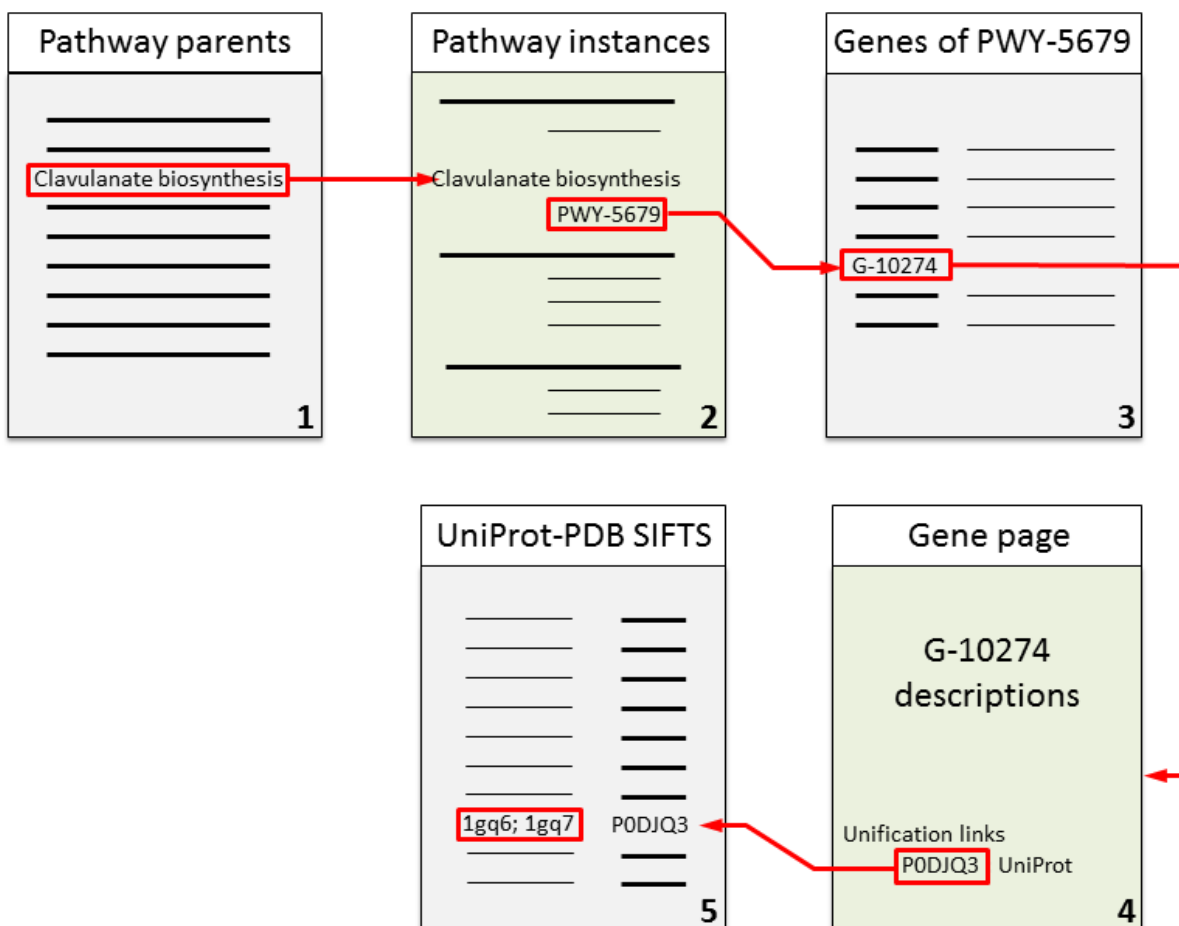 Pathway parents
Clavulanate biosynthesis
1
Pathway instances
Clavulanate biosynthesis
PWY-5679
2
Genes of PWY-5679
G-10274
3
UniProt-PDB SIFTS
1gq6; 1gq7 P0DJQ3
5
Gene page
G-10274
descriptions
Unification links
P0DJQ3 UniProt
4